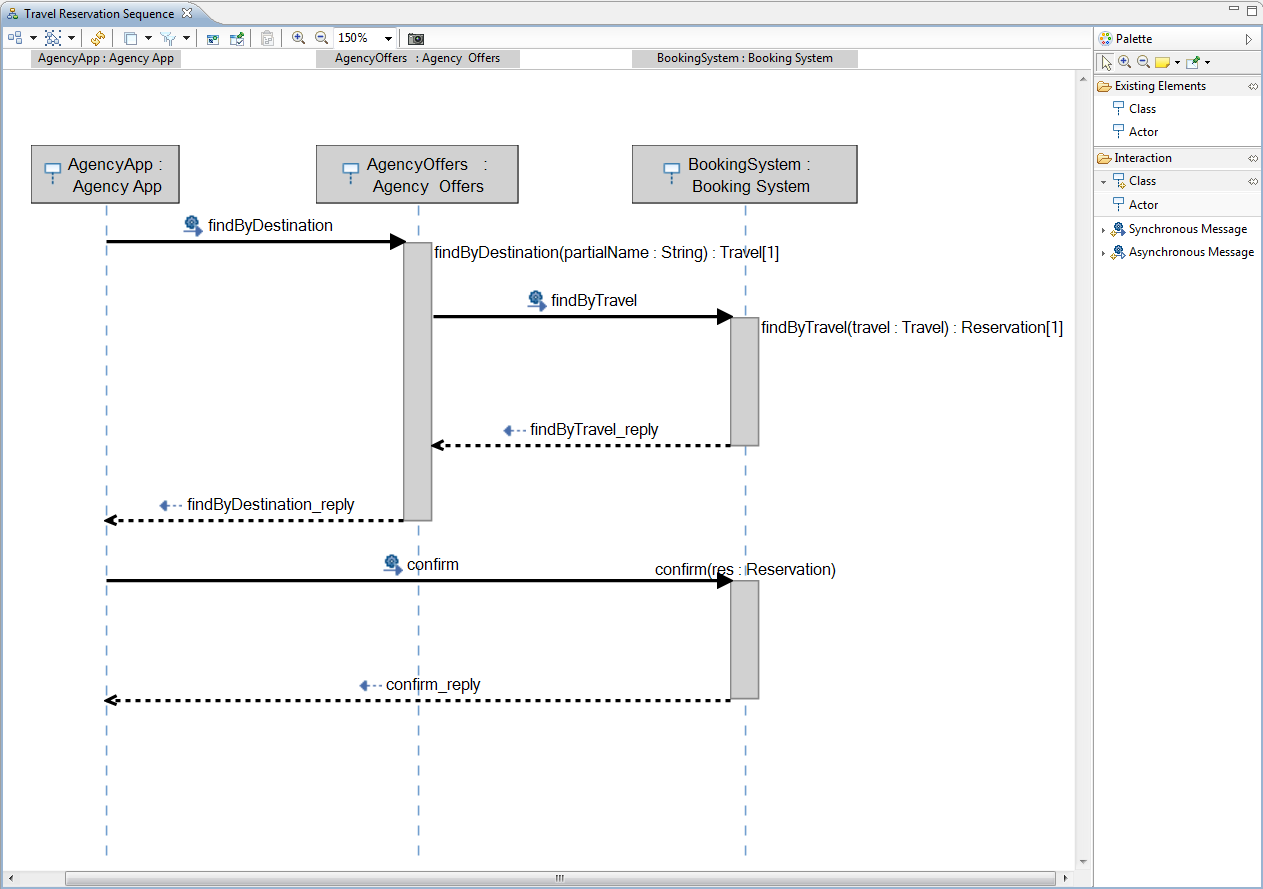 Travel Reservation Sequence
150%
AgencyApp : Agency App
AgencyOffers : Agency Offers
BookingSystem : Booking System
AgencyApp :
Agency App
AgencyOffers :
Agency Offers
BookingSystem :
Booking System
findByDestination
findByDestination(partialName : String) : Travel[1]
findByTravel
findByTravel(travel : Travel) : Reservation[1]
findByTravel_reply
findByDestination_reply
confirm
confirm(res : Reservation)
confirm_reply
Palette
Existing Elements
Class
Actor
Interaction
Class
Actor
Synchronous Message
Asynchronous Message